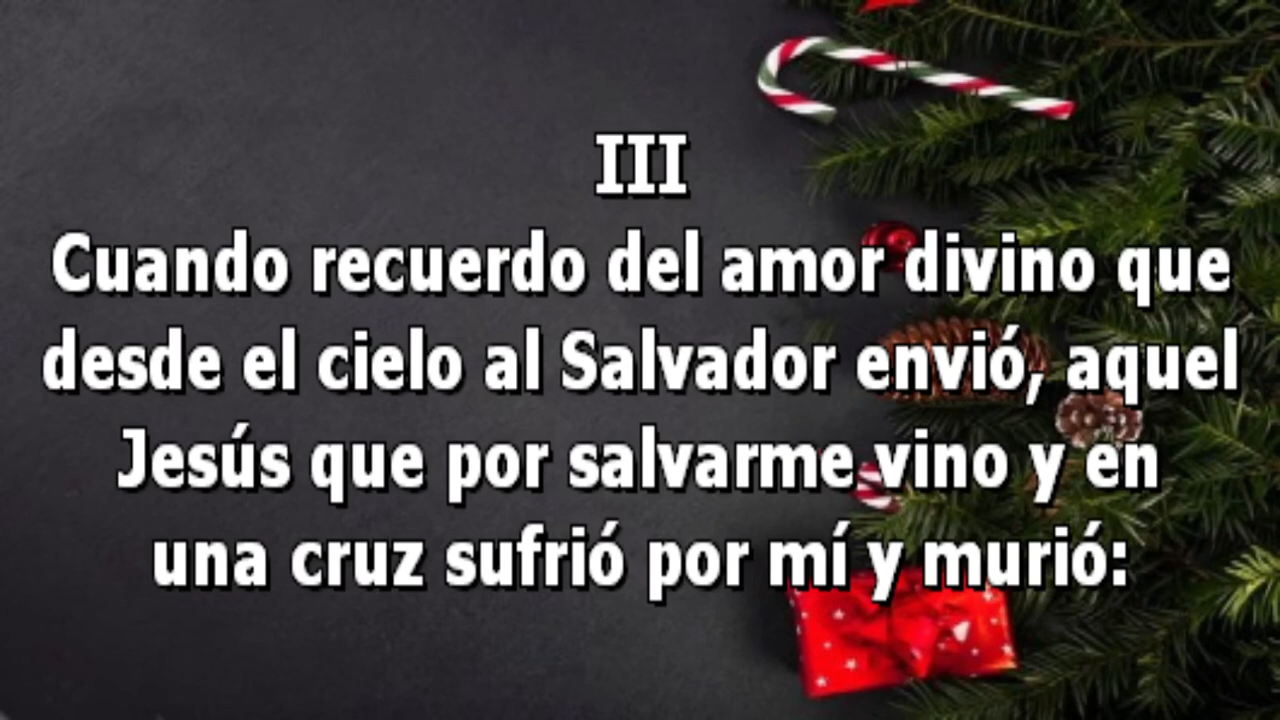 III
Cuando recuerdo del amor divino que
desde el cielo al Salvador envió, aquel
Jesús que por salvarme vino y en
una cruz sufrió por mí y murió: